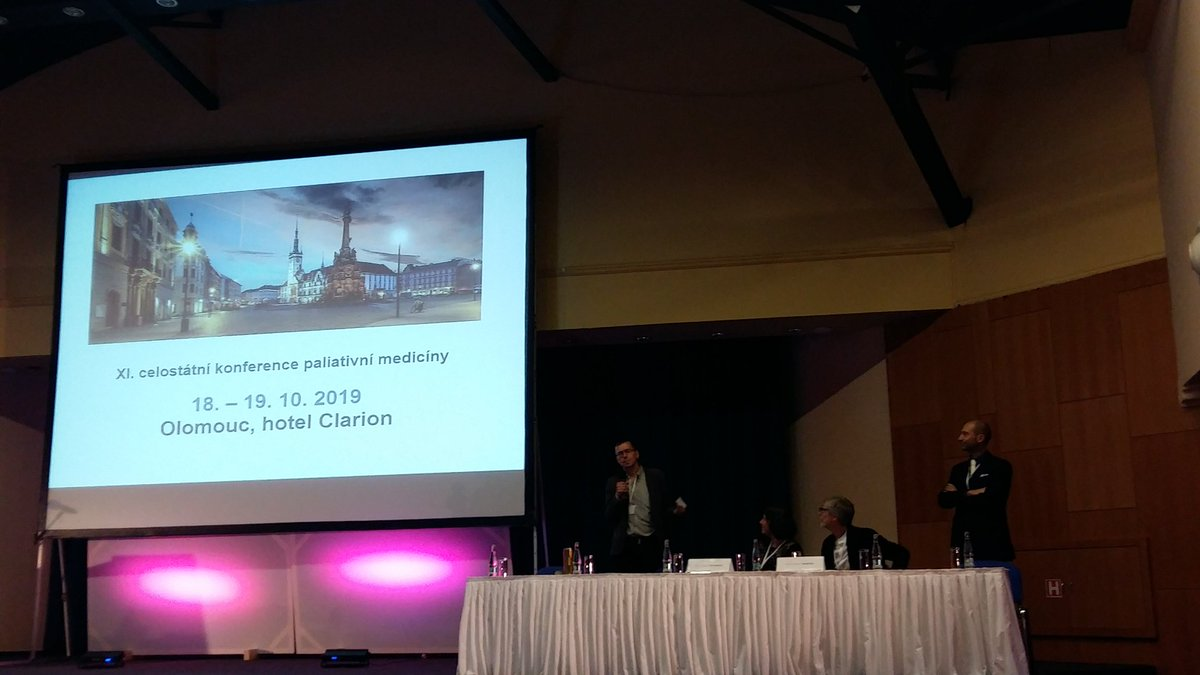 XI. celostátní konference paliativní medicíny
18. – 19. 10. 2019
Olomouc, hotel Clarion
H